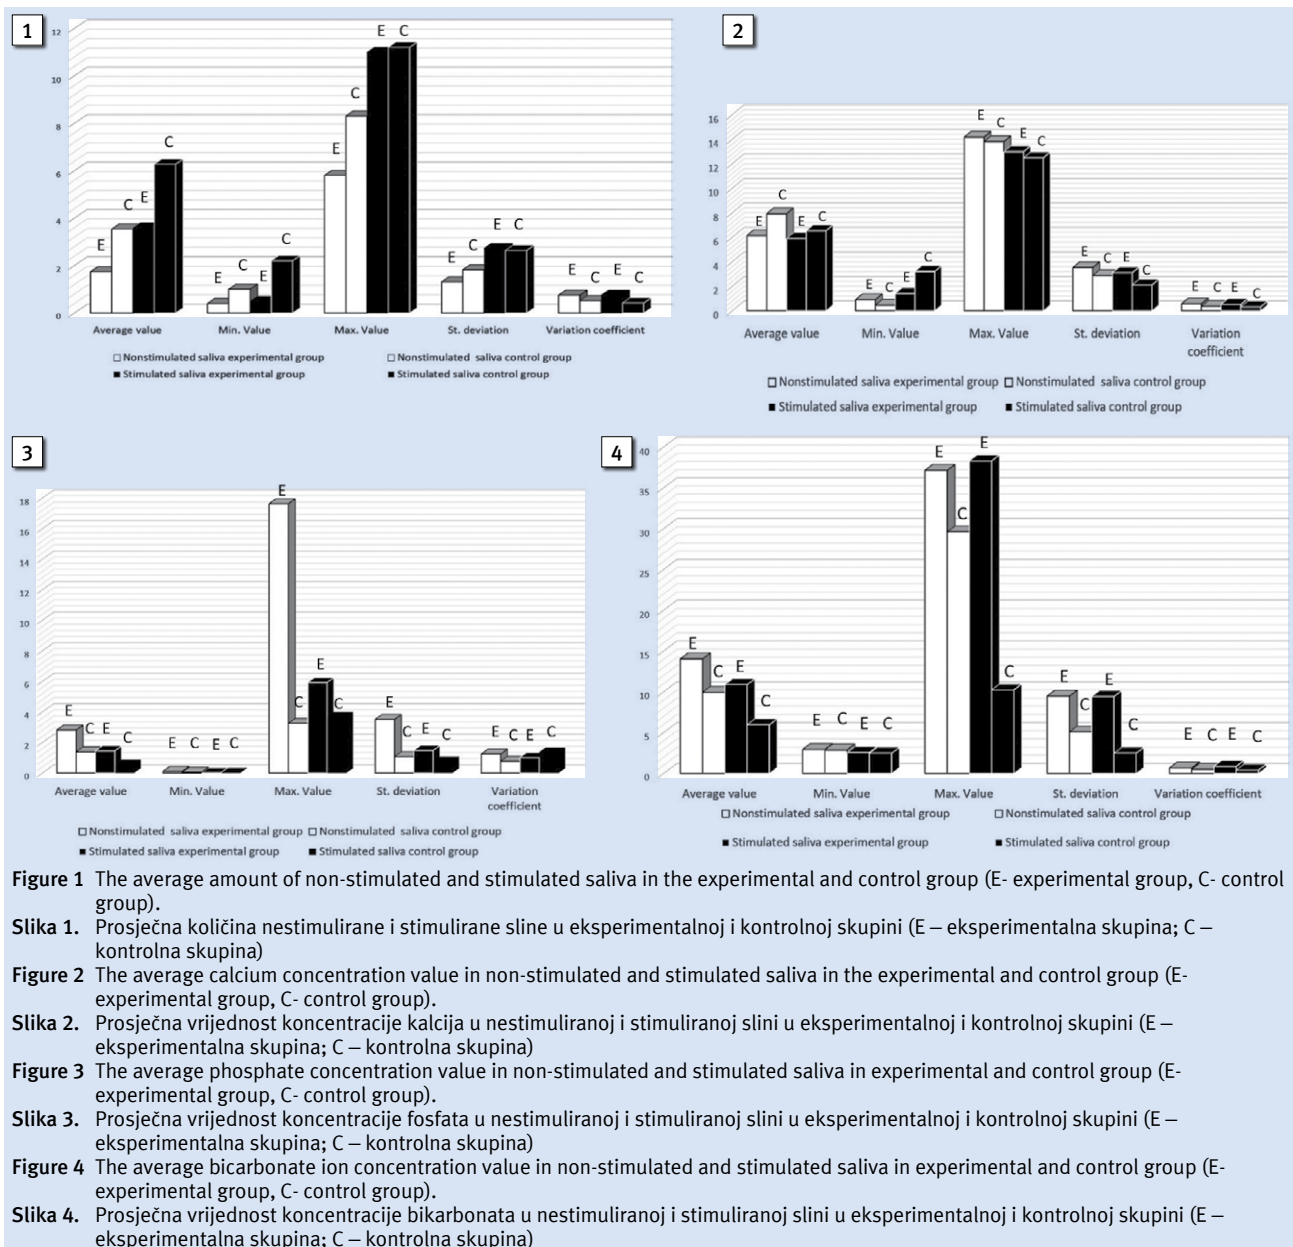 1
12
10
8
6
4
2
0
E C E C
E C E C
E C E C
E C E C
E C E C
Average value Min. Value Max. Value St. deviation Variation coefficient
□ Nonstimulated saliva experimental group □ Nonstimulated saliva control group
■ Stimulated saliva experimental group ■ Stimulated saliva control group
2
16
14
12
10
8
6
4
2
0
E C E C
E C E C
E C E C
E C E C
E C E C
Average value Min. Value Max. Value St. deviation Variation
coefficient
□ Nonstimulated saliva experimental group □ Nonstimulated saliva control group
■ Stimulated saliva experimental group ■ Stimulated saliva control group
3
18
16
14
12
10
8
6
4
2
0
E C E C
E C E C
E C E C
E C E C
E C E C
Average value Min. Value Max. Value St. deviation Variation
coefficient
□ Nonstimulated saliva experimental group □ Nonstimulated saliva control group
■ Stimulated saliva experimental group ■ Stimulated saliva control group
4
40
35
30
25
20
15
10
5
0
E C E C
E C E C
E C E C
E C E C
E C E C
Average value Min. Value Max. Value St. deviation Variation coefficient
□ Nonstimulated saliva experimental group □ Nonstimulated saliva control group
■ Stimulated saliva experimental group ■ Stimulated saliva control group
Figure 1 The average amount of non-stimulated and stimulated saliva in the experimental and control group (E- experimental group, C- control
group).
Slika 1. Prosječna količina nestimulirane i stimulirane sline u eksperimentalnoj i kontrolnoj skupini (E – eksperimentalna skupina; C –
kontrolna skupina)
Figure 2 The average calcium concentration value in non-stimulated and stimulated saliva in the experimental and control group (E-
experimental group, C- control group).
Slika 2. Prosječna vrijednost koncentracije kalcija u nestimuliranoj i stimuliranoj slini u eksperimentalnoj i kontrolnoj skupini (E –
eksperimentalna skupina; C – kontrolna skupina)
Figure 3 The average phosphate concentration value in non-stimulated and stimulated saliva in experimental and control group (E-
experimental group, C- control group).
Slika 3. Prosječna vrijednost koncentracije fosfata u nestimuliranoj i stimuliranoj slini u eksperimentalnoj i kontrolnoj skupini (E –
eksperimentalna skupina; C – kontrolna skupina)
Figure 4 The average bicarbonate ion concentration value in non-stimulated and stimulated saliva in experimental and control group (E-
experimental group, C- control group).
Slika 4. Prosječna vrijednost koncentracije bikarbonata u nestimuliranoj i stimuliranoj slini u eksperimentalnoj i kontrolnoj skupini (E –
eksperimentalna skupina; C – kontrolna skupina)